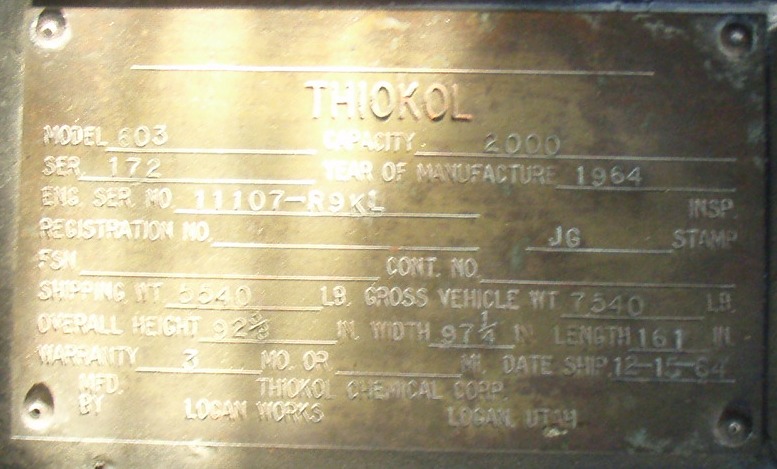 THIOKOL
MODEL 603 CAPACITY 2000
SER. 172 YEAR OF MANUFACTURE 1964
ENG. SER. NO. 11107-R9KL INSP.
REGISTRATION NO. JG STAMP
FSN CONT. NO.
SHIPPING WT 5540 LB. GROSS VEHICLE WT 7540 LB.
OVERALL HEIGHT 92 IN. WIDTH 97¼ IN. LENGTH 161 IN.
WARRANTY 3 MO. OR MI. DATE SHIP. 12-15-64
MFD. THIOKOL CHEMICAL CORP.
BY LOGAN WORKS LOGAN, UTAH